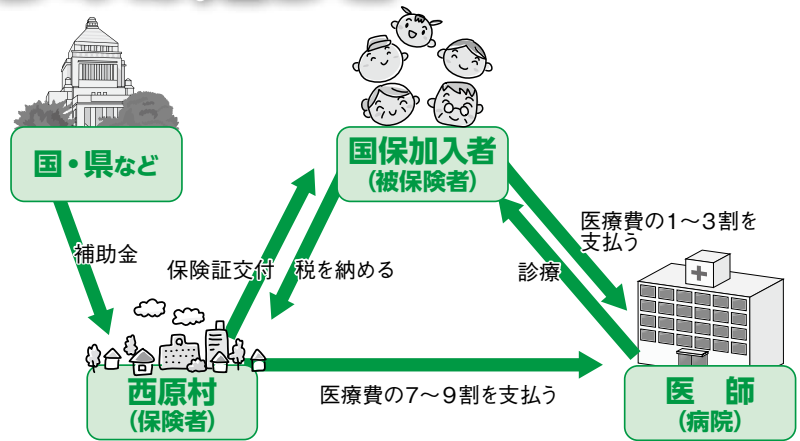 国・県など
国保加入者
(被保険者)
補助金
保険証交付
税を納める
診療
医療費の1～3割を
支払う
西原村
(保険者)
医療費の7～9割を支払う
医　師
(病院)